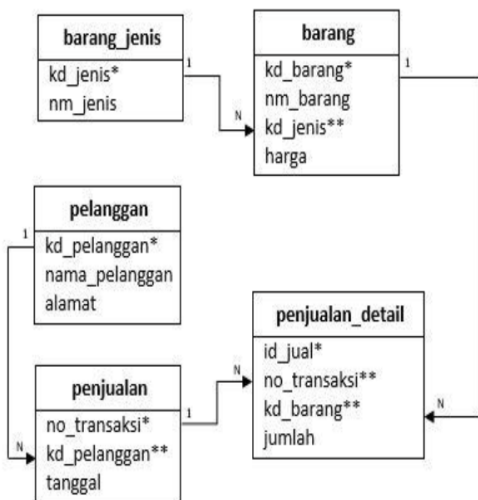 barang_jenis
kd_jenis*
nm_jenis
1
N
barang
kd_barang*
nm_barang
kd_jenis**
harga
1
pelanggan
kd_pelanggan*
nama_pelanggan
alamat
1
N
penjualan
no_transaksi*
kd_pelanggan**
tanggal
1
N
penjualan_detail
id_jual*
no_transaksi**
kd_barang**
jumlah
N